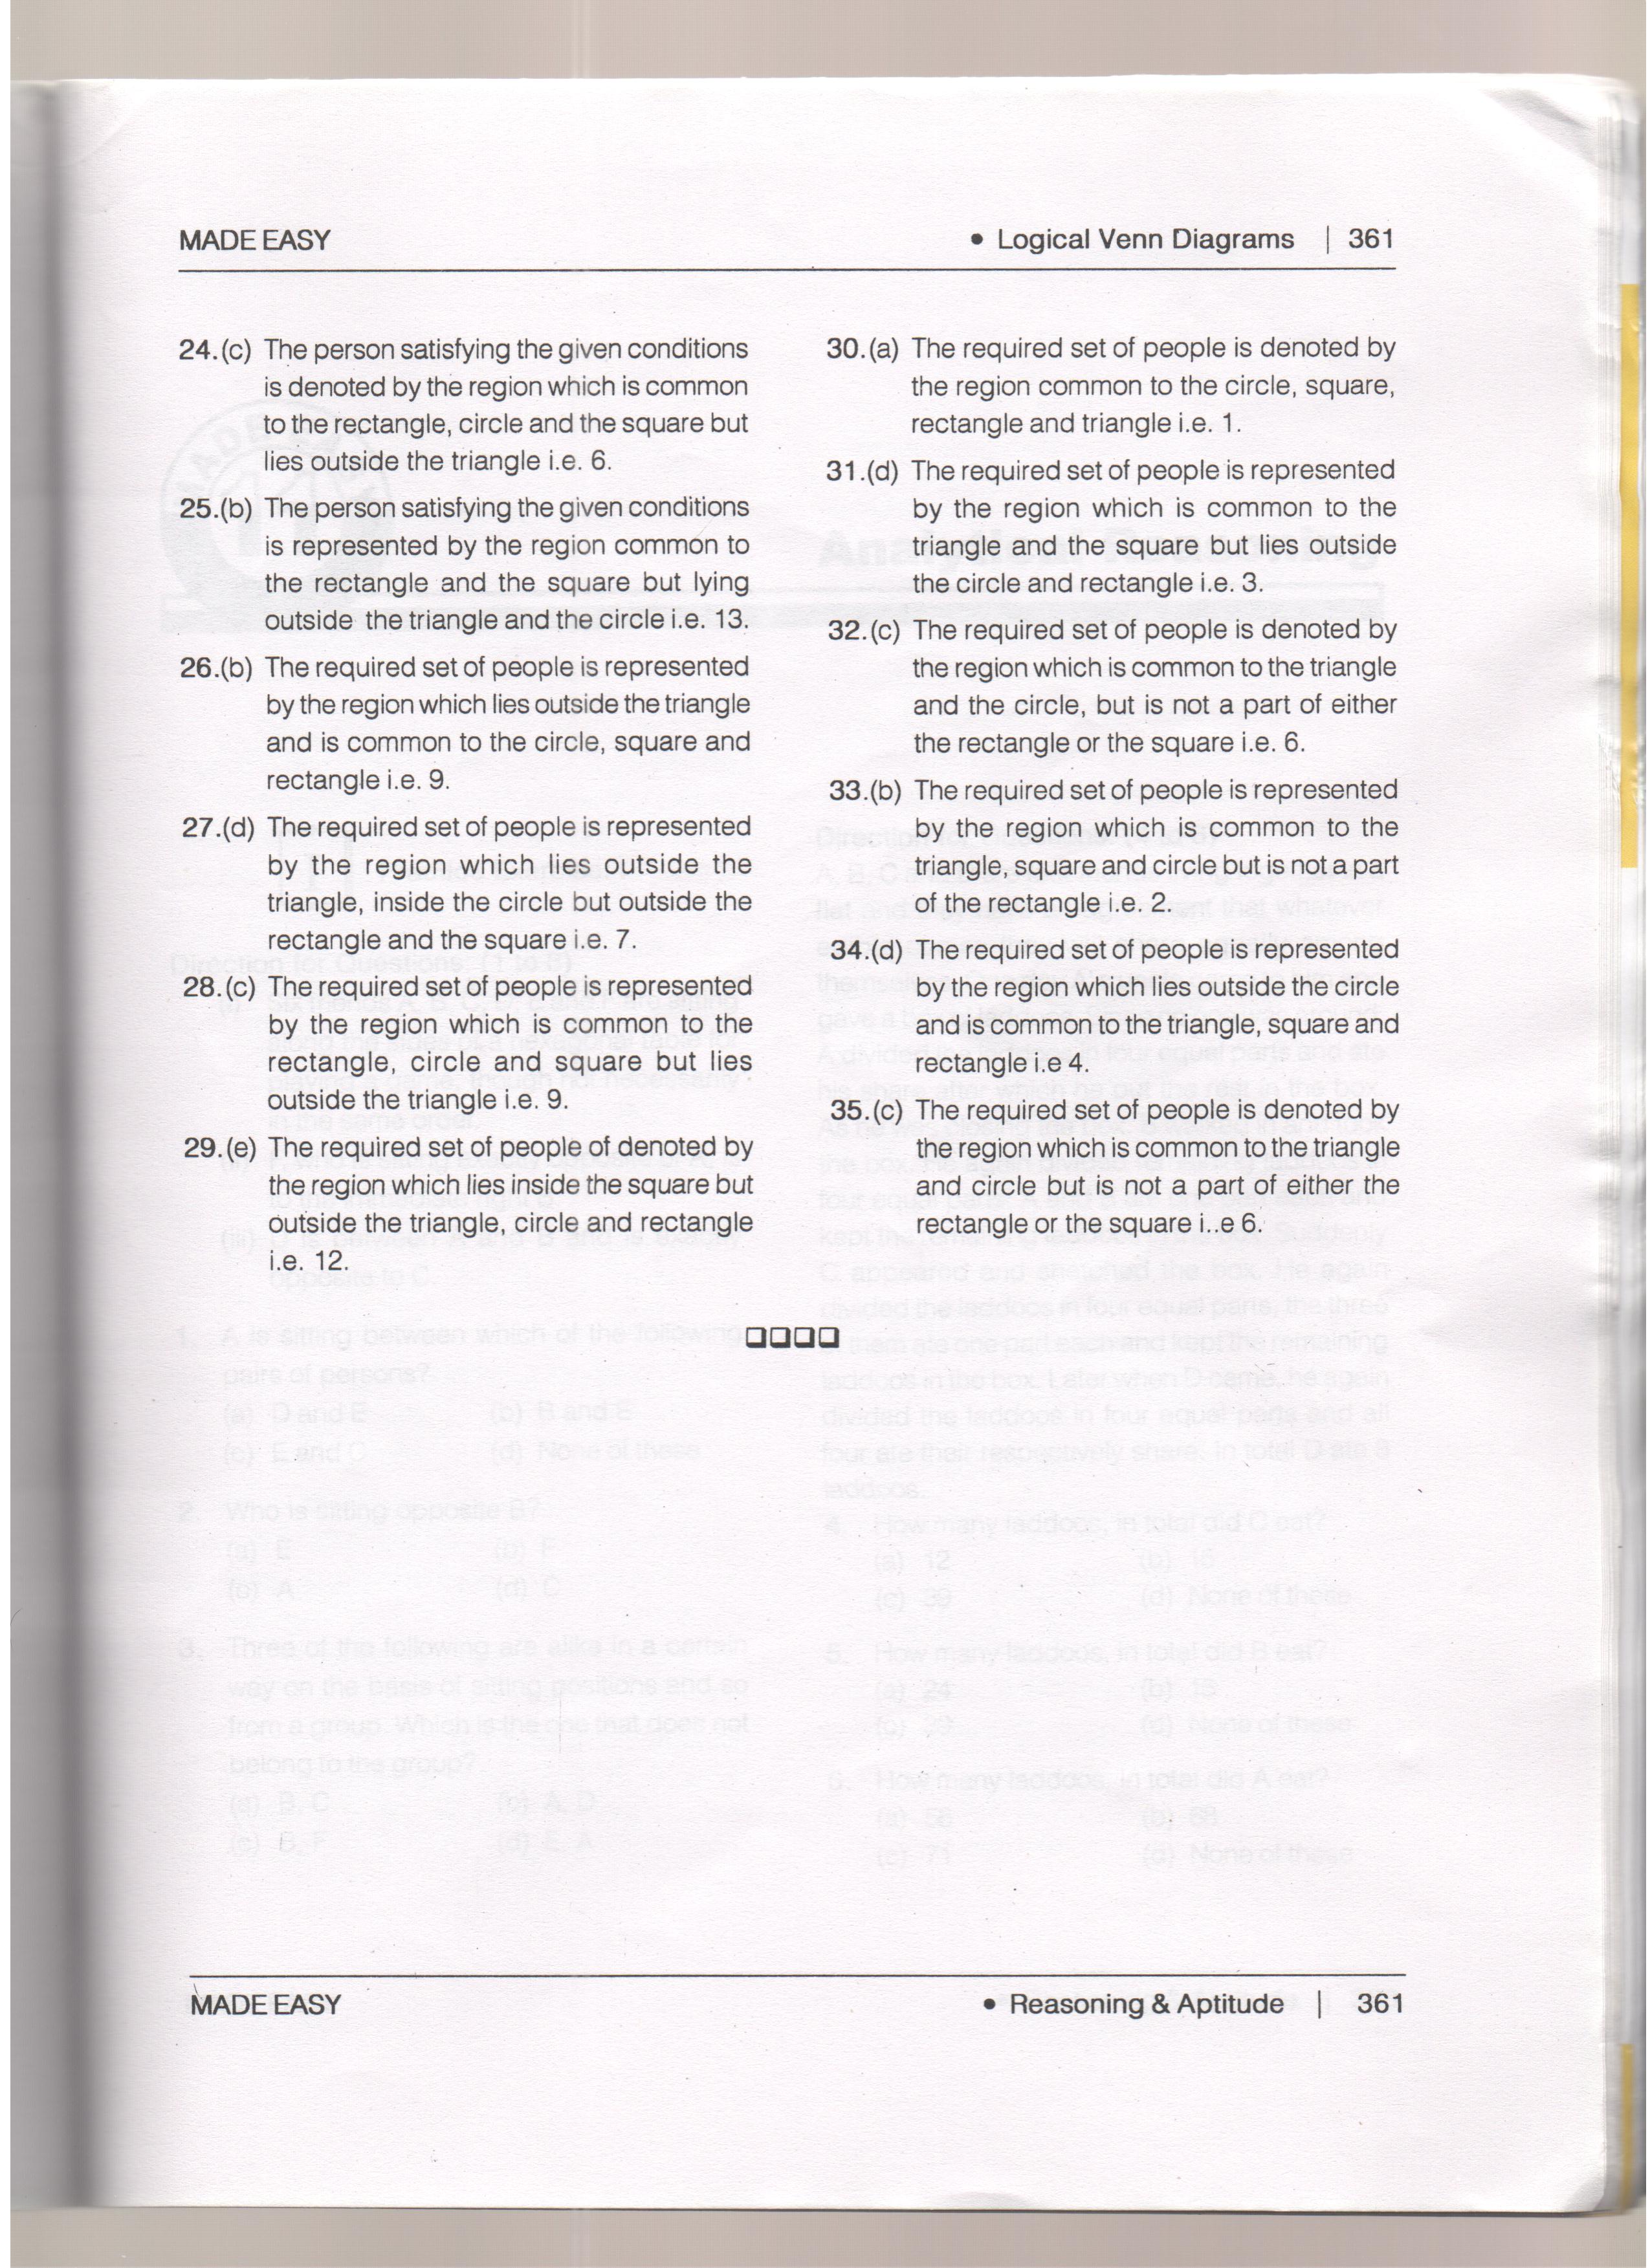 MADE EASY
• Logical Venn Diagrams | 361
24.(c) The person satisfying the given conditions
is denoted by the region which is common
to the rectangle, circle and the square but
lies outside the triangle i.e. 6.
25.(b) The person satisfying the given conditions
is represented by the region common to
the rectangle and the square but lying
outside the triangle and the circle i.e. 13.
26.(b) The required set of people is represented
by the region which lies outside the triangle
and is common to the circle, square and
rectangle i.e. 9.
27.(d) The required set of people is represented
by the region which lies outside the
triangle, inside the circle but outside the
rectangle and the square i.e. 7.
28.(c) The required set of people is represented
by the region which is common to the
rectangle, circle and square but lies
outside the triangle i.e. 9.
29.(e) The required set of people of denoted by
the region which lies inside the square but
outside the triangle, circle and rectangle
i.e. 12.
30.(a) The required set of people is denoted by
the region common to the circle, square,
rectangle and triangle i.e. 1.
31.(d) The required set of people is represented
by the region which is common to the
triangle and the square but lies outside
the circle and rectangle i.e. 3.
32.(c) The required set of people is denoted by
the region which is common to the triangle
and the circle, but is not a part of either
the rectangle or the square i.e. 6.
33.(b) The required set of people is represented
by the region which is common to the
triangle, square and circle but is not a part
of the rectangle i.e. 2.
34.(d) The required set of people is represented
by the region which lies outside the circle
and is common to the triangle, square and
rectangle i.e 4.
35.(c) The required set of people is denoted by
the region which is common to the triangle
and circle but is not a part of either the
rectangle or the square i..e 6.
MADE EASY
• Reasoning & Aptitude | 361